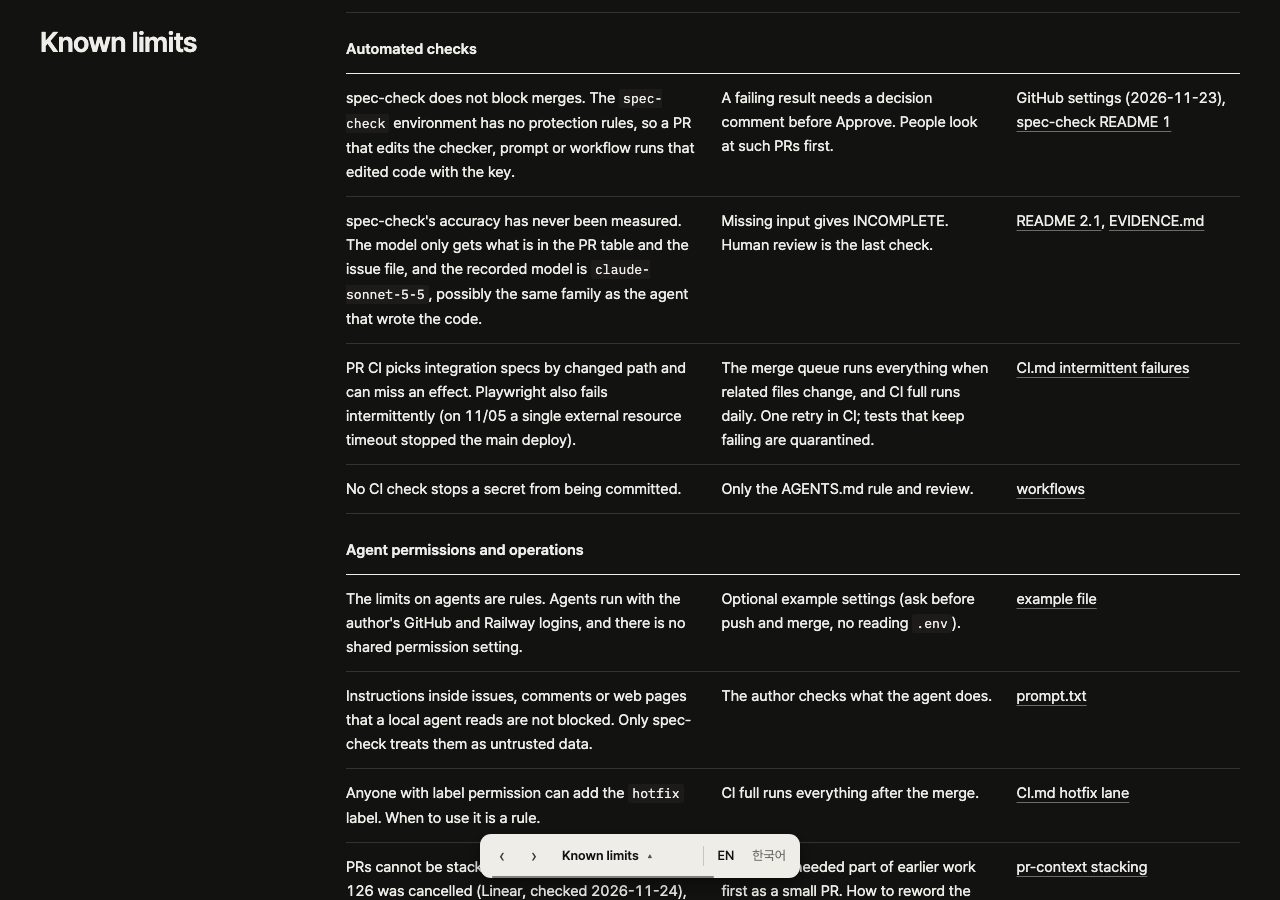 Known limits
Automated checks
spec-check does not block merges. The spec-
check environment has no protection rules, so a PR
that edits the checker, prompt or workflow runs that
edited code with the key.
A failing result needs a decision
comment before Approve. People look
at such PRs first.
GitHub settings (2026-11-23),
spec-check README 1
spec-check's accuracy has never been measured.
The model only gets what is in the PR table and the
issue file, and the recorded model is claude-
sonnet-5-5, possibly the same family as the agent
that wrote the code.
Missing input gives INCOMPLETE.
Human review is the last check.
README 2.1, EVIDENCE.md
PR CI picks integration specs by changed path and
can miss an effect. Playwright also fails
intermittently (on 11/05 a single external resource
timeout stopped the main deploy).
The merge queue runs everything when
related files change, and CI full runs
daily. One retry in CI; tests that keep
failing are quarantined.
CI.md intermittent failures
No CI check stops a secret from being committed.
Only the AGENTS.md rule and review.
workflows
Agent permissions and operations
The limits on agents are rules. Agents run with the
author's GitHub and Railway logins, and there is no
shared permission setting.
Optional example settings (ask before
push and merge, no reading .env).
example file
Instructions inside issues, comments or web pages
that a local agent reads are not blocked. Only spec-
check treats them as untrusted data.
The author checks what the agent does.
prompt.txt
Anyone with label permission can add the hotfix
label. When to use it is a rule.
CI full runs everything after the merge.
CI.md hotfix lane
PRs cannot be
126 was cancelled (Linear, checked 2026-11-24),
needed part of earlier work
first as a small PR. How to reword the
pr-context stacking
‹ › Known limits ▴ EN 한국어